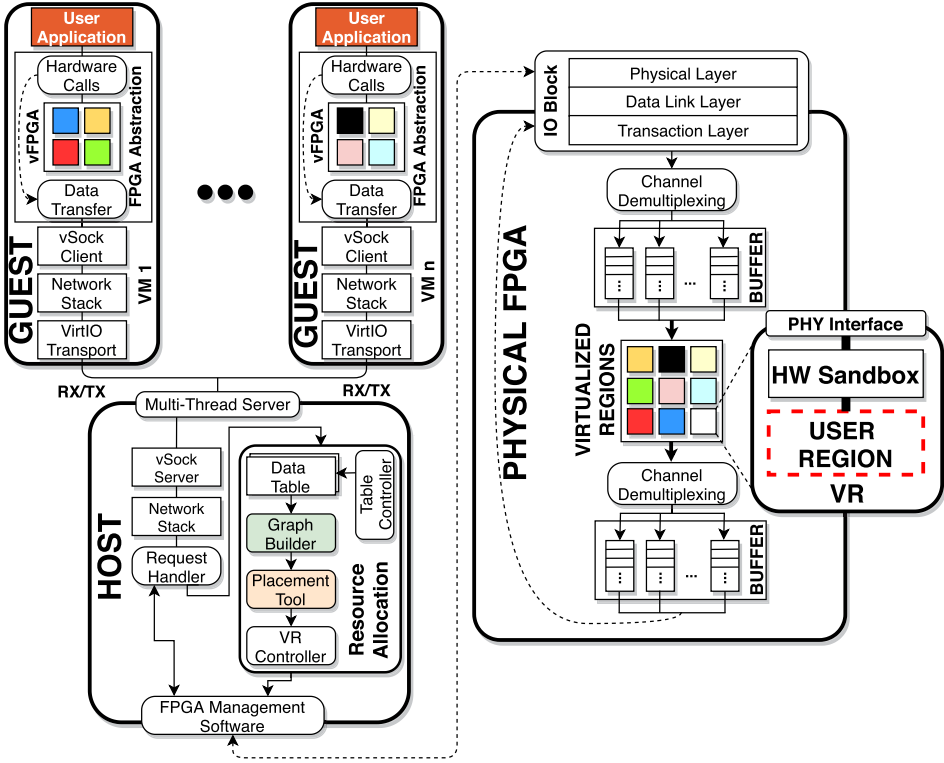 User
Application
Hardware
Calls
vFPGA
FPGA Abstraction
Data
Transfer
vSock
Client
Network
Stack
VirtIO
Transport
GUEST
VM 1
User
Application
Hardware
Calls
vFPGA
FPGA Abstraction
Data
Transfer
vSock
Client
Network
Stack
VirtIO
Transport
GUEST
VM n
RX/TX
RX/TX
Multi-Thread Server
vSock
Server
Network
Stack
Request
Handler
HOST
Data
Table
Table
Controller
Graph
Builder
Placement
Tool
VR
Controller
Resource
Allocation
FPGA Management
Software
IO Block
Physical Layer
Data Link Layer
Transaction Layer
PHYSICAL FPGA
Channel
Demultiplexing
...
BUFFER
VIRTUALIZED
REGIONS
Channel
Demultiplexing
...
BUFFER
PHY Interface
HW Sandbox
USER
REGION
VR